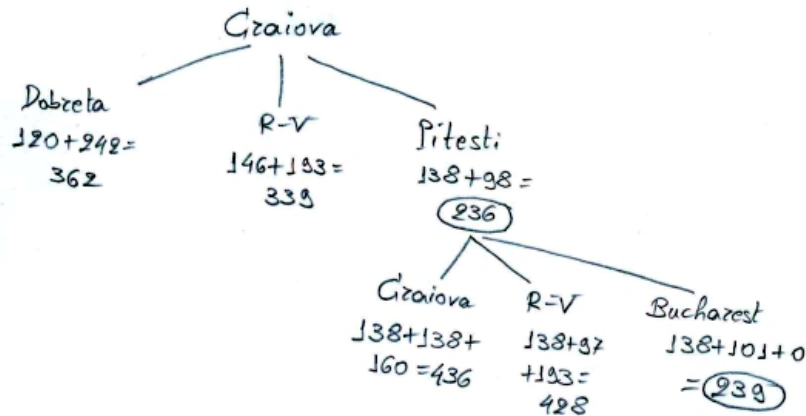 Craiova
Dobreta
120+242=
362
R-V
146+193=
339
Pitesti
138+98=
236
Craiova
138+138+
160=436
R-V
138+97
+193=
428
Bucharest
138+101+0
=239